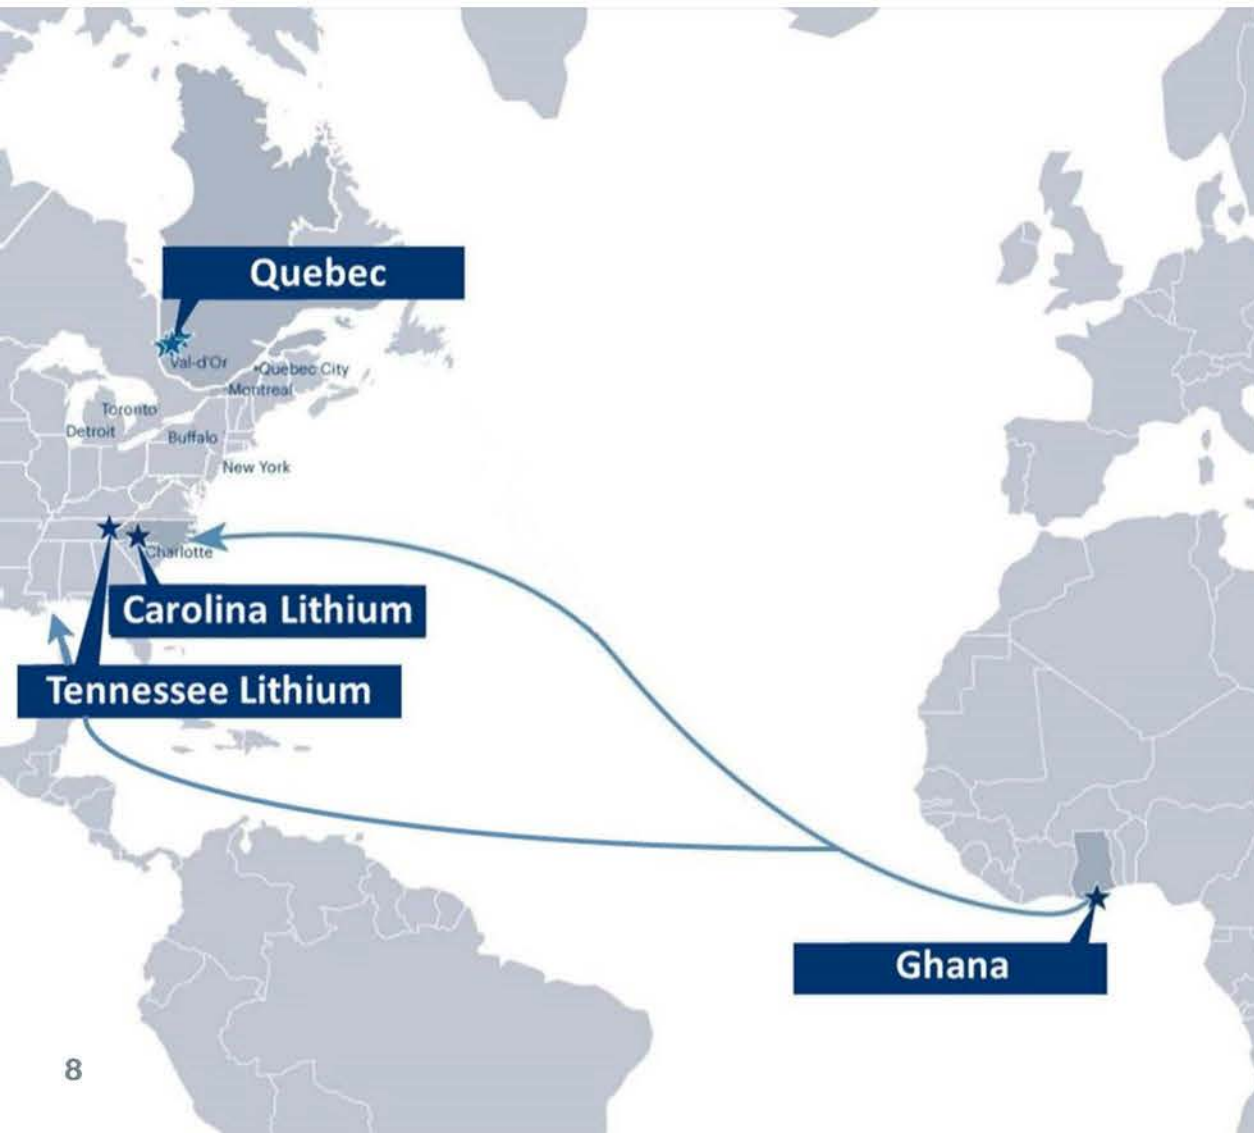 Quebec
Val-d'Or
•Quebec City
Montreal
Toronto
Detroit
Buffalo
New York
Charlotte
Carolina Lithium
Tennessee Lithium
Ghana
8